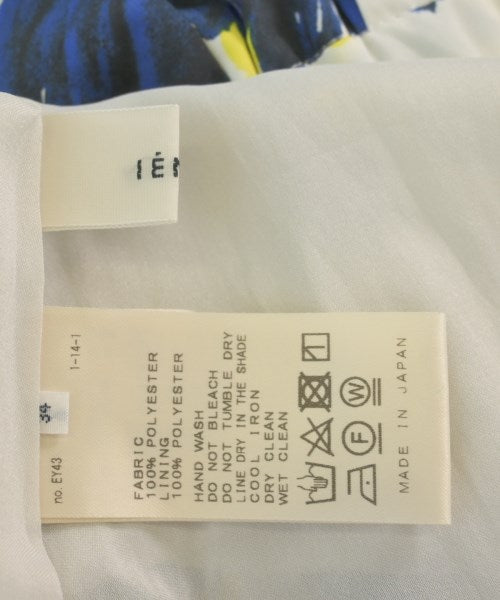 34
no. EY43
1-14-1
FABRIC
100% POLYESTER
LINING
100% POLYESTER
HAND WASH
DO NOT BLEACH
DO NOT TUMBLE DRY
LINE DRY IN THE SHADE
COOL IRON
DRY CLEAN
WET CLEAN
F
W
MADE IN JAPAN